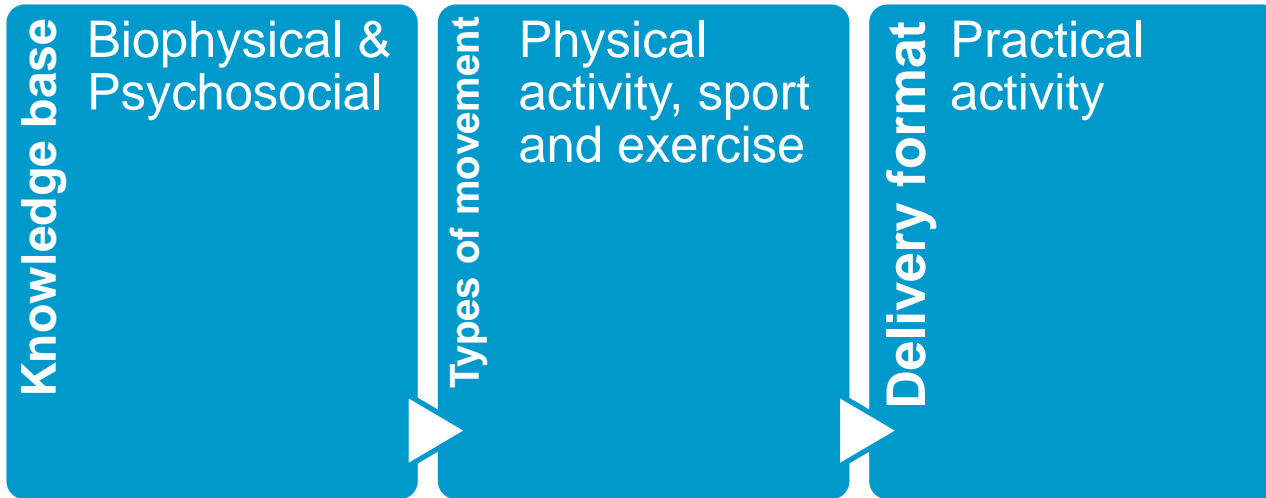 Knowledge base
Biophysical &
Psychosocial
Types of movement
Physical
activity, sport
and exercise
Delivery format
Practical
activity